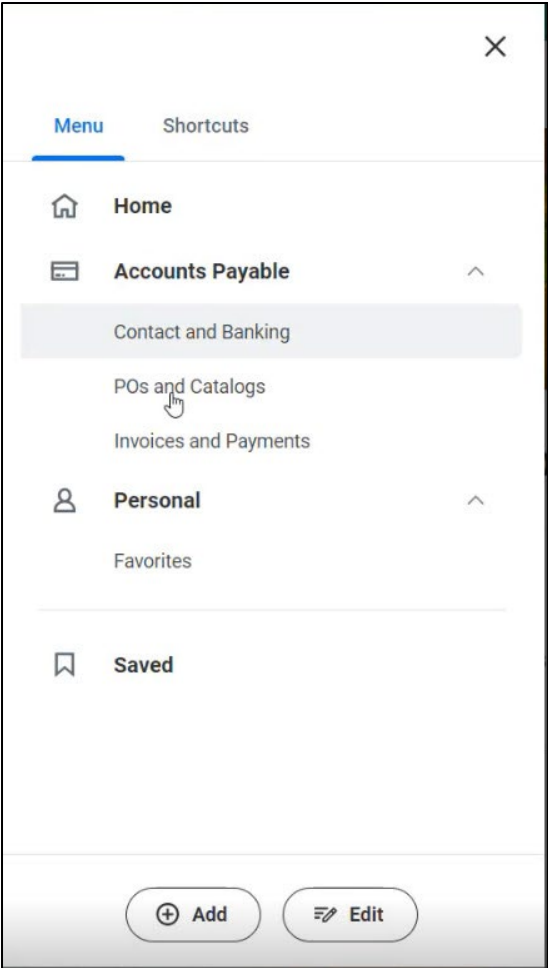 Menu Shortcuts
Home
Accounts Payable
Contact and Banking
POs and Catalogs
Invoices and Payments
Personal
Favorites
Saved
Add Edit